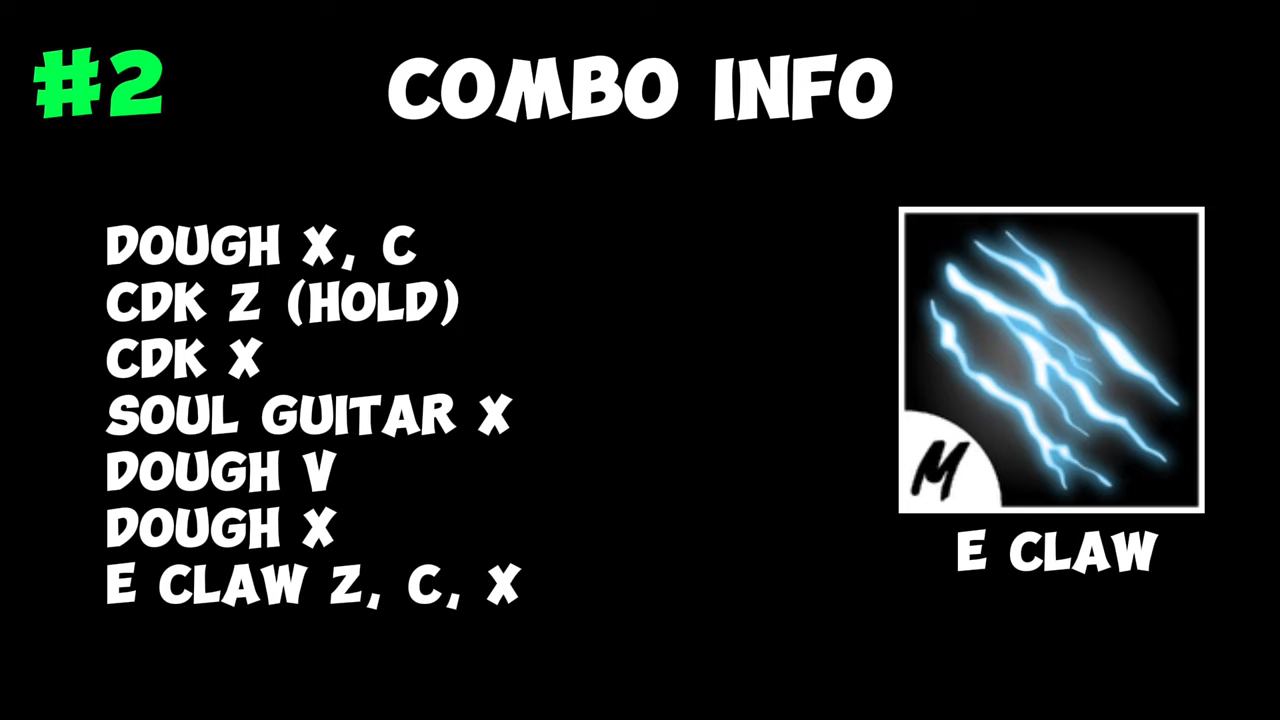 #2
COMBO INFO
DOUGH X, C
CDK Z (HOLD)
CDK X
SOUL GUITAR X
DOUGH V
DOUGH X
E CLAW Z, C, X
M
E CLAW